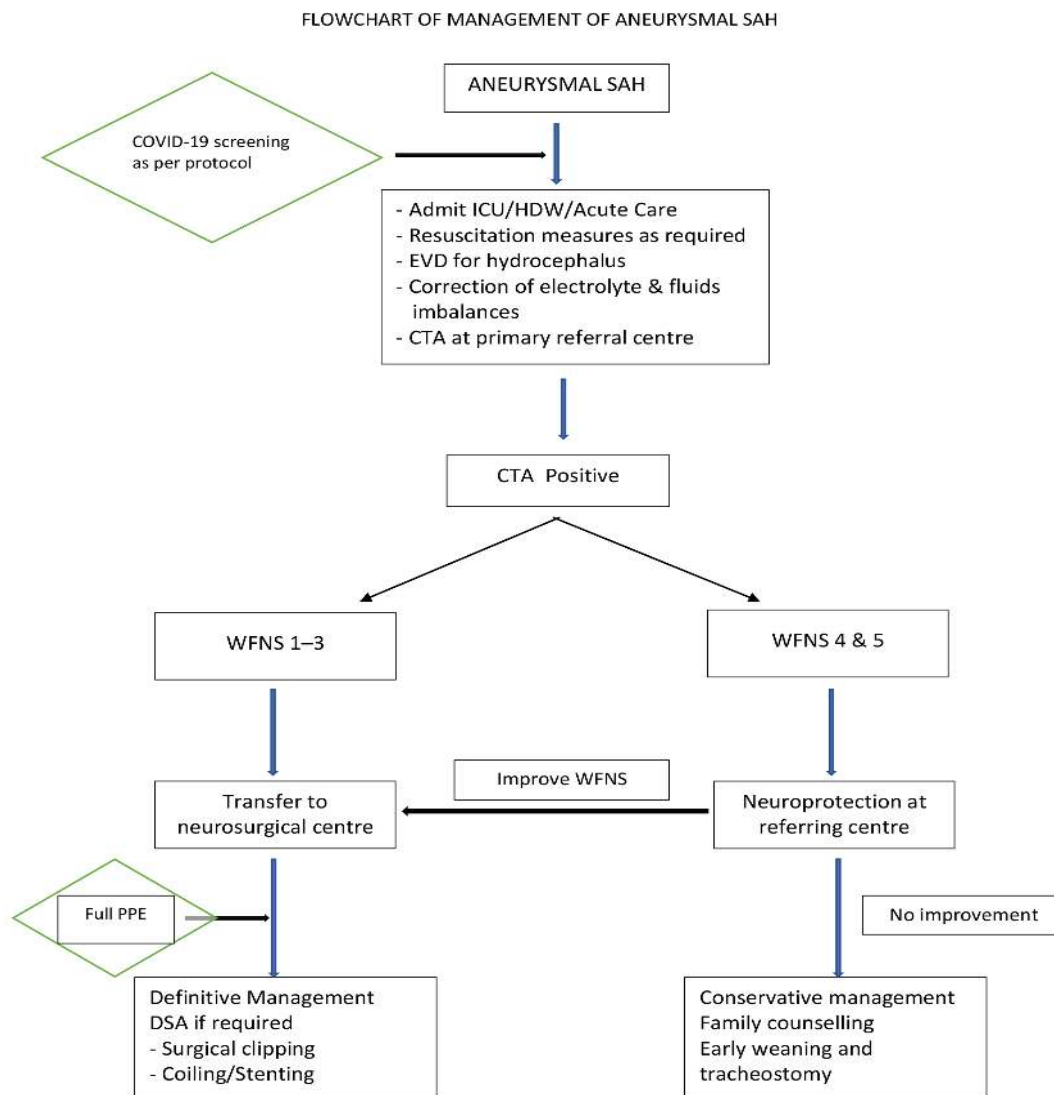 FLOWCHART OF MANAGEMENT OF ANEURYSMAL SAH
ANEURYSMAL SAH
COVID-19 screening
as per protocol
- Admit ICU/HDW/Acute Care
- Resuscitation measures as required
- EVD for hydrocephalus
- Correction of electrolyte & fluids
imbalances
- CTA at primary referral centre
CTA Positive
WFNS 1–3
WFNS 4 & 5
Improve WFNS
Transfer to
neurosurgical centre
Neuroprotection at
referring centre
Full PPE
No improvement
Definitive Management
DSA if required
- Surgical clipping
- Coiling/Stenting
Conservative management
Family counselling
Early weaning and
tracheostomy